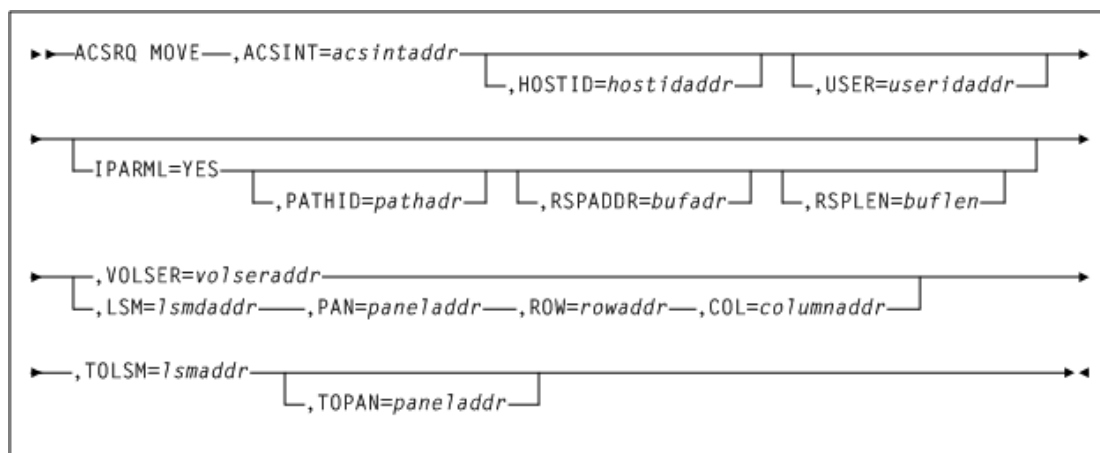 ACSRQ MOVE ,ACSINT=acsintaddr
,HOSTID=hostidaddr ,USER=useridaddr
IPARML=YES
,PATHID=pathadr ,RSPADDR=bufadr ,RSPLEN=buflen
,VOLSER=volseraddr
,LSM=lsmdaddr ,PAN=paneladdr ,ROW=rowaddr ,COL=columnaddr
,TOLSM=lsmaddr
,TOPAN=paneladdr